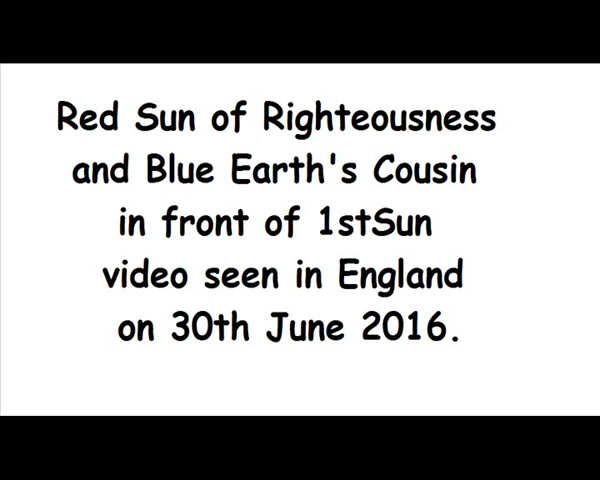 Red Sun of Righteousness
and Blue Earth's Cousin
in front of 1stSun
video seen in England
on 30th June 2016.